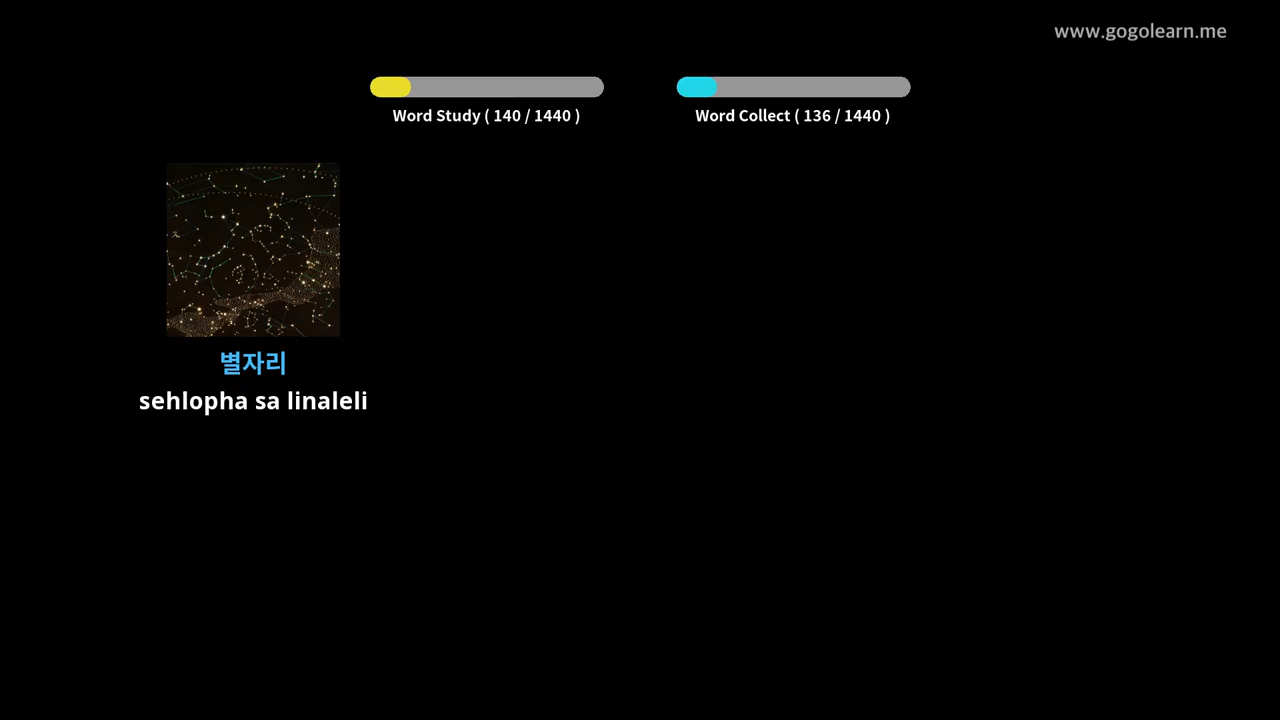 www.gogolearn.me
Word Study ( 140 / 1440 )
Word Collect ( 136 / 1440 )
별자리
sehlopha sa linaleli